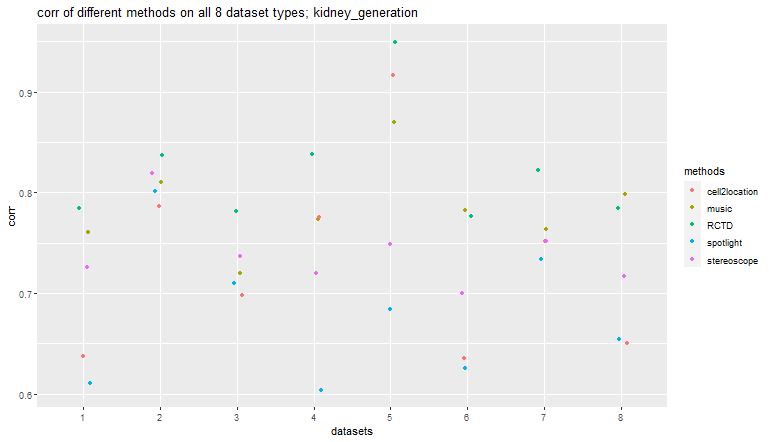 corr of different methods on all 8 dataset types; kidney_generation
corr
0.9
0.8
0.7
0.6
1 2 3 4 5 6 7 8
datasets
methods
cell2location
music
RCTD
spotlight
stereoscope